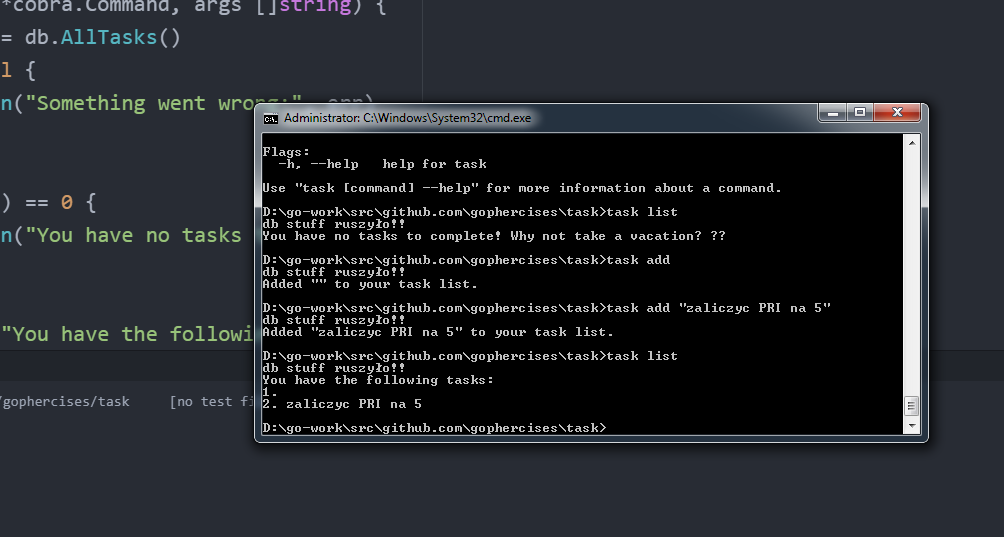 *cobra.Command, args []string) {
= db.AllTasks()
l {
n("Something went wrong:", err)
) == 0 {
n("You have no tasks
"You have the followi
/gophercises/task [no test fi
Administrator: C:\Windows\System32\cmd.exe
Flags:
-h, --help help for task
Use "task [command] --help" for more information about a command.
D:\go-work\src\github.com\gophercises\task>task list
db stuff ruszyło!!
You have no tasks to complete! Why not take a vacation? ??
D:\go-work\src\github.com\gophercises\task>task add
db stuff ruszyło!!
Added "" to your task list.
D:\go-work\src\github.com\gophercises\task>task add "zaliczyc PRI na 5"
db stuff ruszyło!!
Added "zaliczyc PRI na 5" to your task list.
D:\go-work\src\github.com\gophercises\task>task list
db stuff ruszyło!!
You have the following tasks:
1.
2. zaliczyc PRI na 5
D:\go-work\src\github.com\gophercises\task>